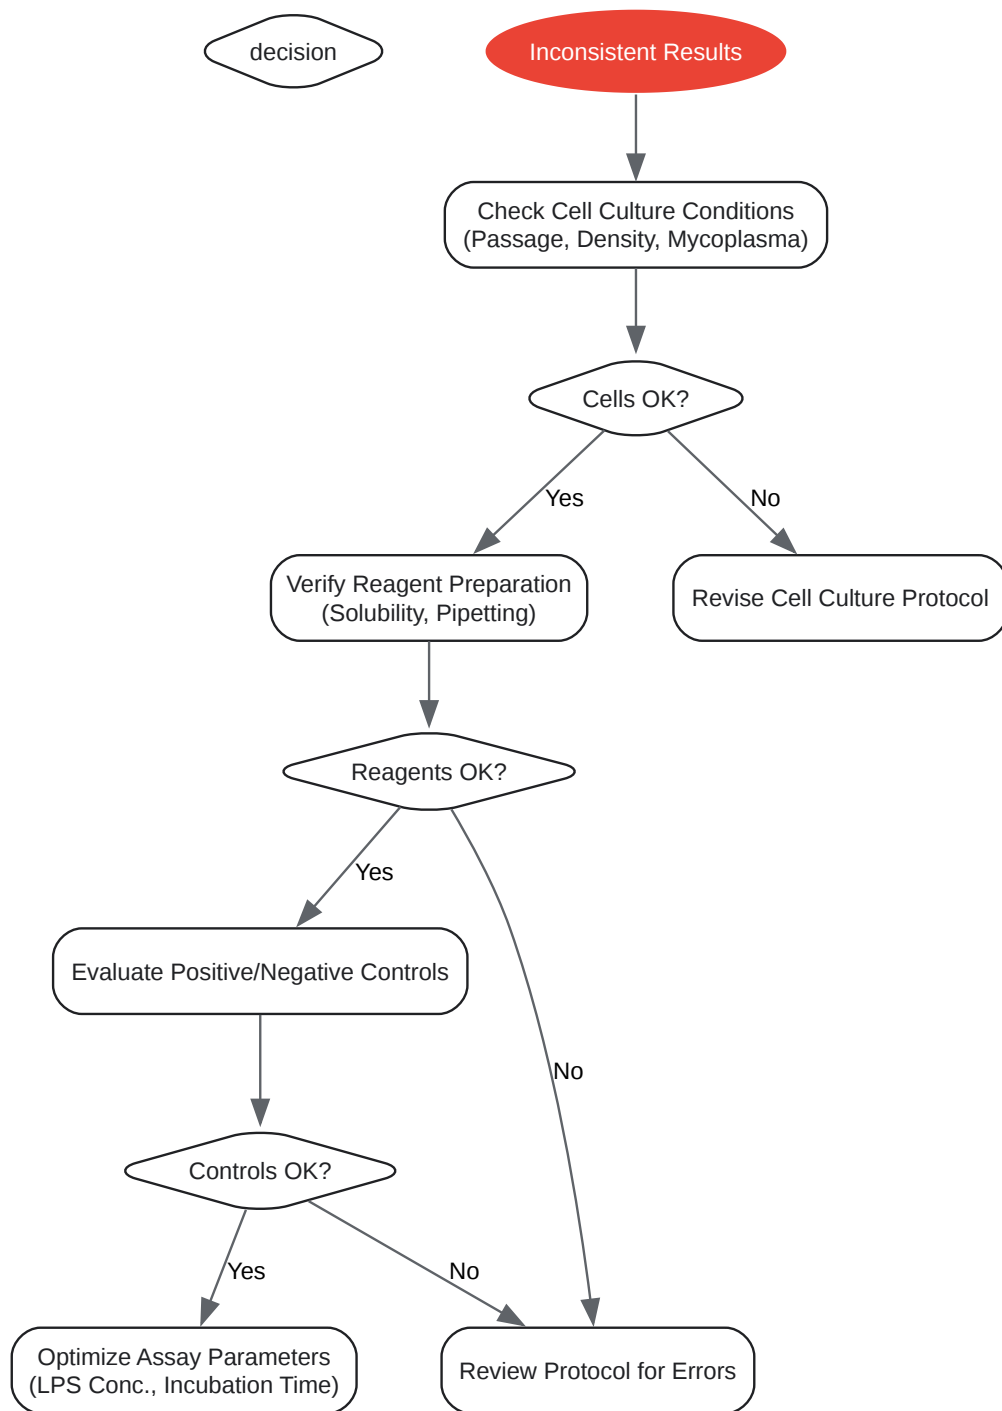 decision
Inconsistent Results
Check Cell Culture Conditions
(Passage, Density, Mycoplasma)
Cells OK?
Yes
No
Verify Reagent Preparation
(Solubility, Pipetting)
Revise Cell Culture Protocol
Reagents OK?
Yes
Evaluate Positive/Negative Controls
No
Controls OK?
Yes
No
Optimize Assay Parameters
(LPS Conc., Incubation Time)
Review Protocol for Errors